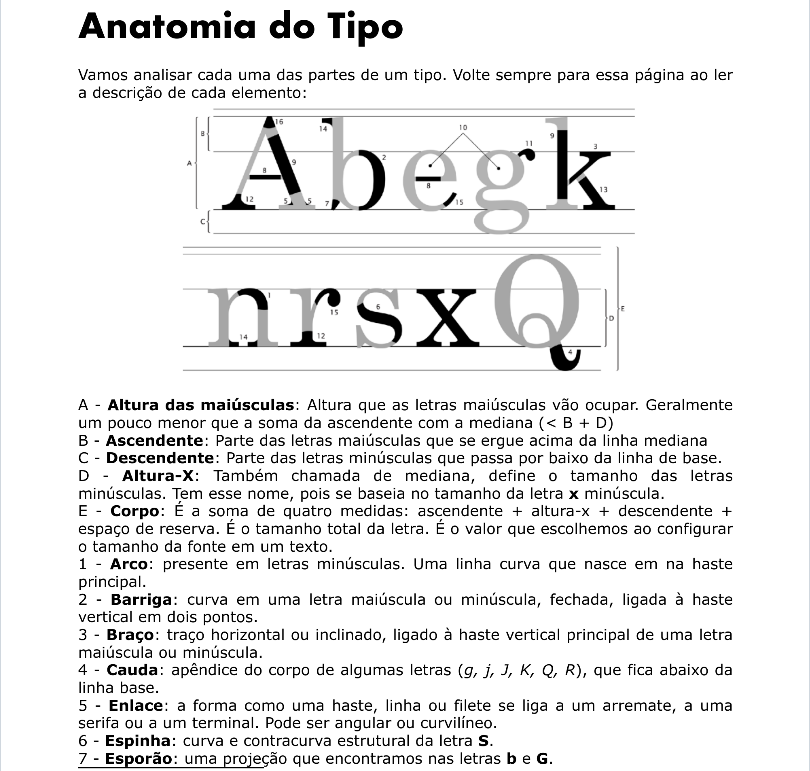 Anatomia do Tipo
Vamos analisar cada uma das partes de um tipo. Volte sempre para essa página ao ler
a descrição de cada elemento:
16 14 10 9 11 3
B
A 2
8 9 8 13
12 5 5 7 15
C
A b e g r k
1 6 15 D E
14 12 4
n r s x Q
A - Altura das maiúsculas: Altura que as letras maiúsculas vão ocupar. Geralmente
um pouco menor que a soma da ascendente com a mediana (< B + D)
B - Ascendente: Parte das letras maiúsculas que se ergue acima da linha mediana
C - Descendente: Parte das letras minúsculas que passa por baixo da linha de base.
D - Altura-X: Também chamada de mediana, define o tamanho das letras
minúsculas. Tem esse nome, pois se baseia no tamanho da letra x minúscula.
E - Corpo: É a soma de quatro medidas: ascendente + altura-x + descendente +
espaço de reserva. É o tamanho total da letra. É o valor que escolhemos ao configurar
o tamanho da fonte em um texto.
1 - Arco: presente em letras minúsculas. Uma linha curva que nasce em na haste
principal.
2 - Barriga: curva em uma letra maiúscula ou minúscula, fechada, ligada à haste
vertical em dois pontos.
3 - Braço: traço horizontal ou inclinado, ligado à haste vertical principal de uma letra
maiúscula ou minúscula.
4 - Cauda: apêndice do corpo de algumas letras (g, j, J, K, Q, R), que fica abaixo da
linha base.
5 - Enlace: a forma como uma haste, linha ou filete se liga a um arremate, a uma
serifa ou a um terminal. Pode ser angular ou curvilíneo.
6 - Espinha: curva e contracurva estrutural da letra S.
7 - Esporão: uma projeção que encontramos nas letras b e G.